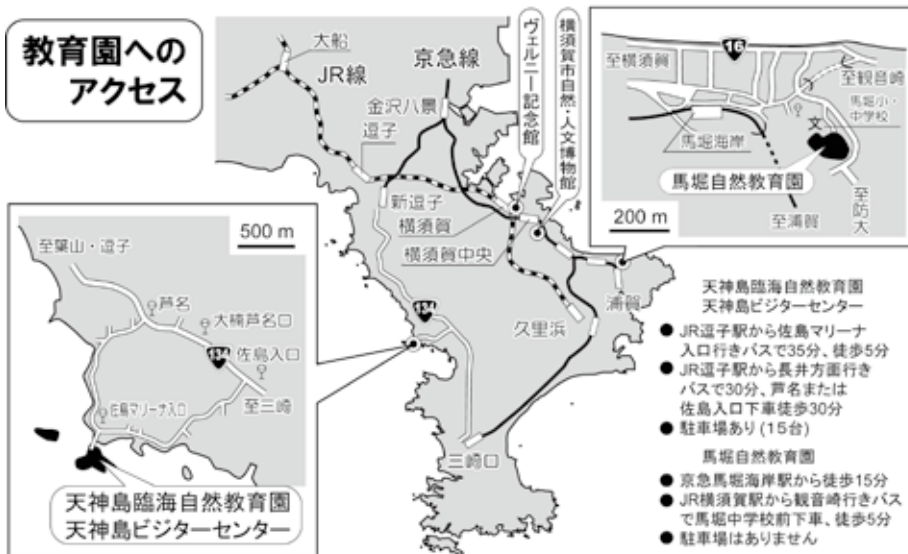 教育園への
アクセス
大船
JR線
京急線
金沢八景
逗子
新逗子
横須賀
横須賀中央
ヴェルニー記念館
横須賀市自然・人文博物館
久里浜
浦賀
三崎口
134
16
至横須賀
至観音崎
馬堀小・
中学校
文
馬堀海岸
馬堀自然教育園
200 m
至浦賀
至防大
500 m
至葉山・逗子
芦名
大楠芦名口
134
佐島入口
至三崎
佐島マリーナ入口
天神島臨海自然教育園
天神島ビジターセンター
天神島臨海自然教育園
天神島ビジターセンター
● JR逗子駅から佐島マリーナ
入口行きバスで35分、徒歩5分
● JR逗子駅から長井方面行き
バスで30分、芦名または
佐島入口下車徒歩30分
● 駐車場あり(15台)
馬堀自然教育園
● 京急馬堀海岸駅から徒歩15分
● JR横須賀駅から観音崎行きバス
で馬堀中学校前下車、徒歩5分
● 駐車場はありません